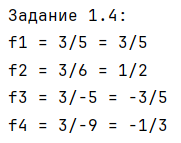 Задание 1.4:
f1 = 3/5 = 3/5
f2 = 3/6 = 1/2
f3 = 3/-5 = -3/5
f4 = 3/-9 = -1/3